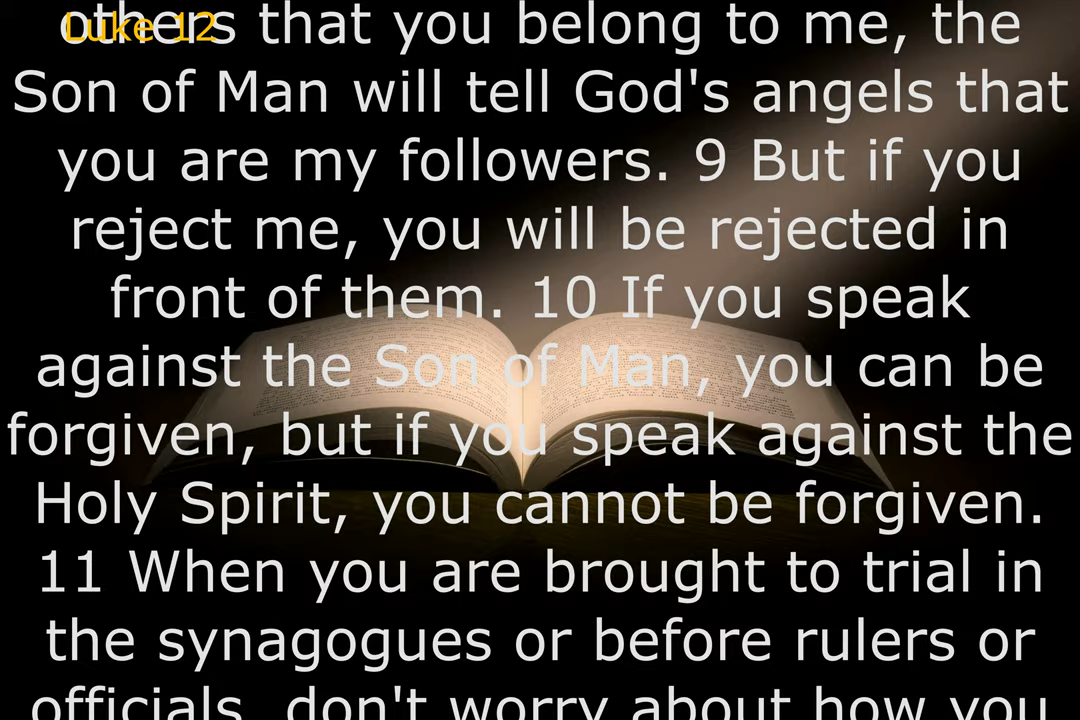 Luke 12
others that you belong to me, the
Son of Man will tell God's angels that
you are my followers. 9 But if you
reject me, you will be rejected in
front of them. 10 If you speak
against the Son of Man, you can be
forgiven, but if you speak against the
Holy Spirit, you cannot be forgiven.
11 When you are brought to trial in
the synagogues or before rulers or
officials, don't worry about how you